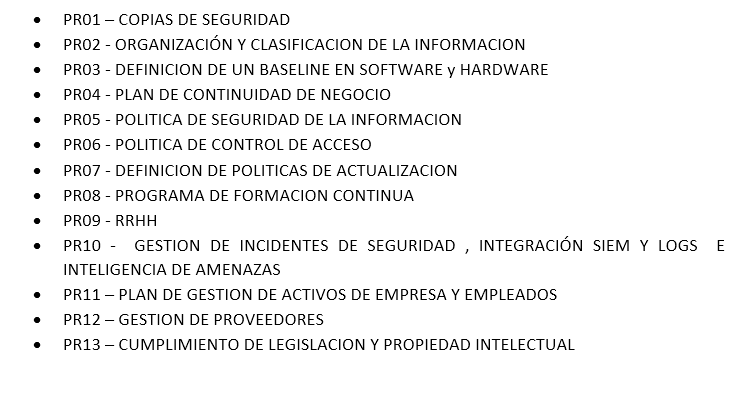 • PR01 – COPIAS DE SEGURIDAD
• PR02 - ORGANIZACIÓN Y CLASIFICACION DE LA INFORMACION
• PR03 - DEFINICION DE UN BASELINE EN SOFTWARE y HARDWARE
• PR04 - PLAN DE CONTINUIDAD DE NEGOCIO
• PR05 - POLITICA DE SEGURIDAD DE LA INFORMACION
• PR06 - POLITICA DE CONTROL DE ACCESO
• PR07 - DEFINICION DE POLITICAS DE ACTUALIZACION
• PR08 - PROGRAMA DE FORMACION CONTINUA
• PR09 - RRHH
• PR10 - GESTION DE INCIDENTES DE SEGURIDAD , INTEGRACIÓN SIEM Y LOGS E
INTELIGENCIA DE AMENAZAS
• PR11 – PLAN DE GESTION DE ACTIVOS DE EMPRESA Y EMPLEADOS
• PR12 – GESTION DE PROVEEDORES
• PR13 – CUMPLIMIENTO DE LEGISLACION Y PROPIEDAD INTELECTUAL